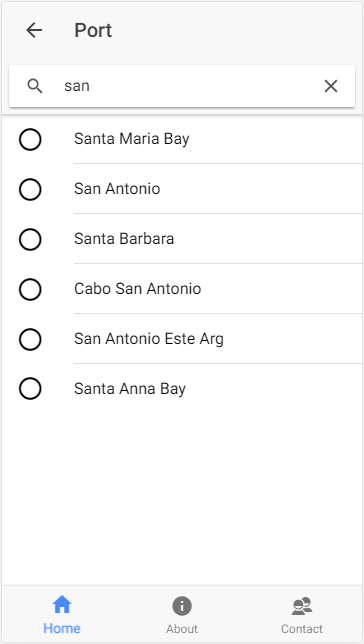 Port
san
Santa Maria Bay
San Antonio
Santa Barbara
Cabo San Antonio
San Antonio Este Arg
Santa Anna Bay
Home
About
Contact